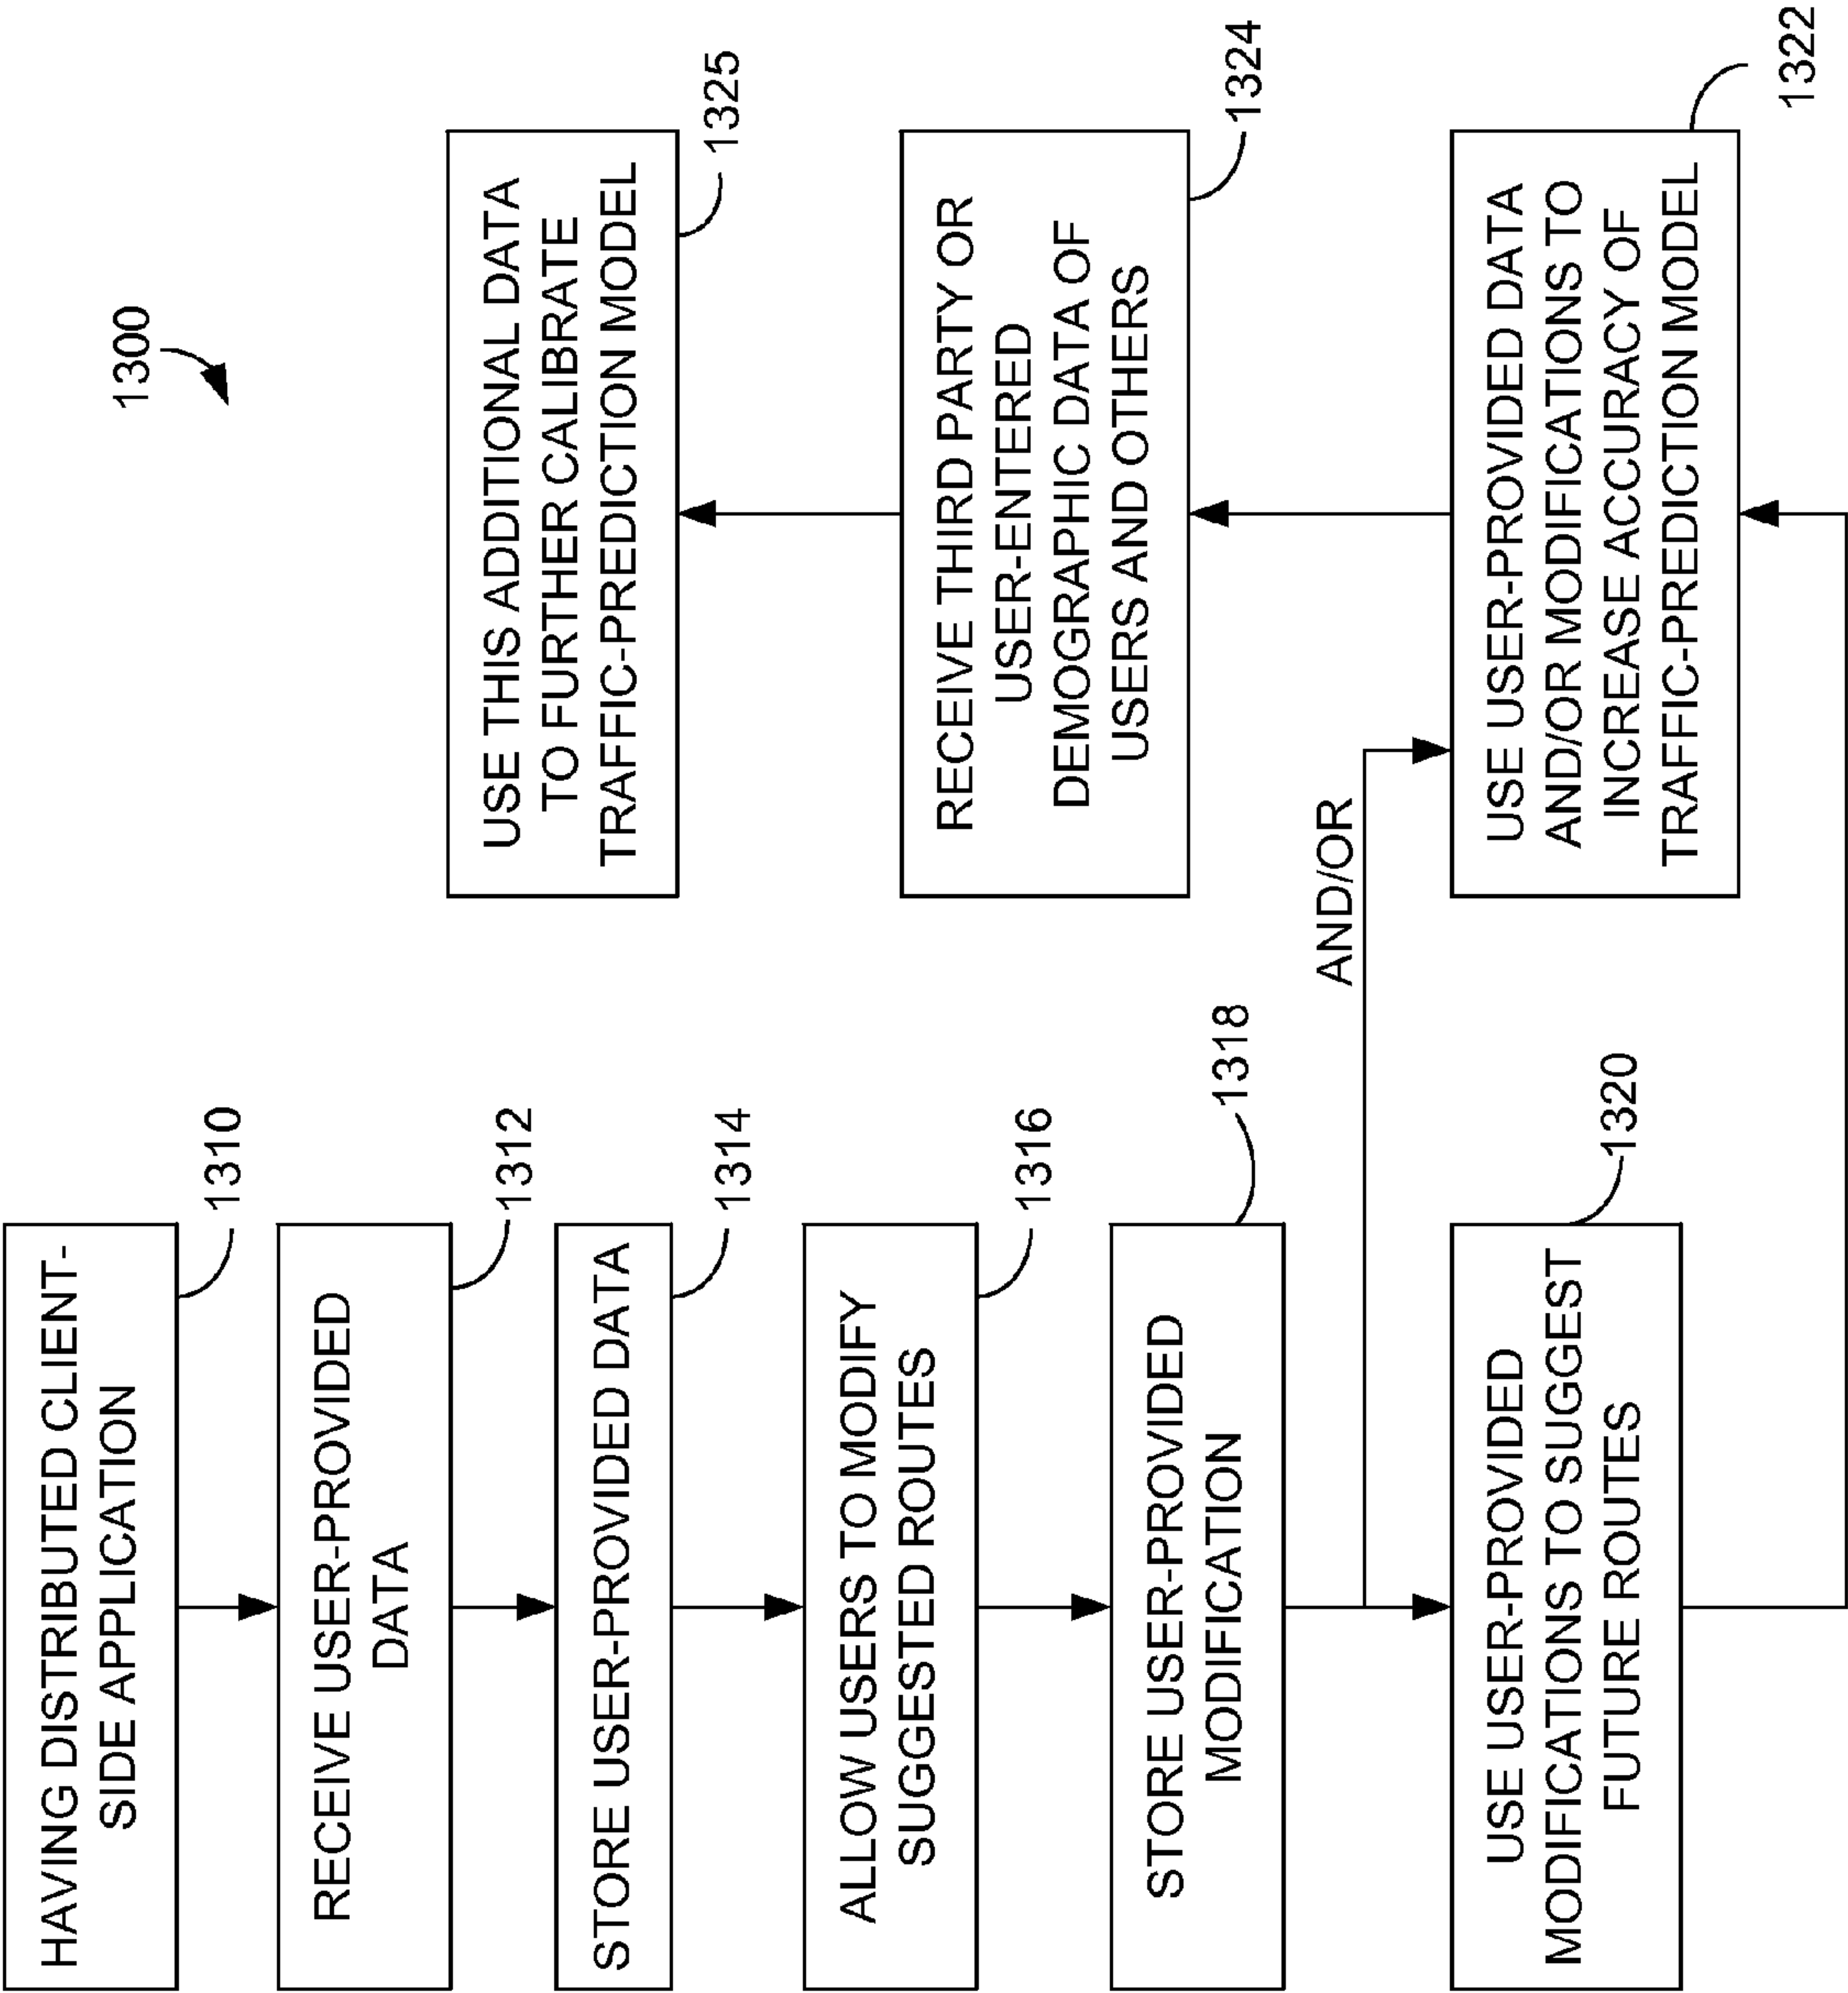 1300
HAVING DISTRIBUTED CLIENT-
SIDE APPLICATION
1310
RECEIVE USER-PROVIDED
DATA
1312
STORE USER-PROVIDED DATA
1314
ALLOW USERS TO MODIFY
SUGGESTED ROUTES
1316
STORE USER-PROVIDED
MODIFICATION
1318
AND/OR
USE USER-PROVIDED
MODIFICATIONS TO SUGGEST
FUTURE ROUTES
1320
USE USER-PROVIDED DATA
AND/OR MODIFICATIONS TO
INCREASE ACCURACY OF
TRAFFIC-PREDICTION MODEL
1322
RECEIVE THIRD PARTY OR
USER-ENTERED
DEMOGRAPHIC DATA OF
USERS AND OTHERS
1324
USE THIS ADDITIONAL DATA
TO FURTHER CALIBRATE
TRAFFIC-PREDICTION MODEL
1325